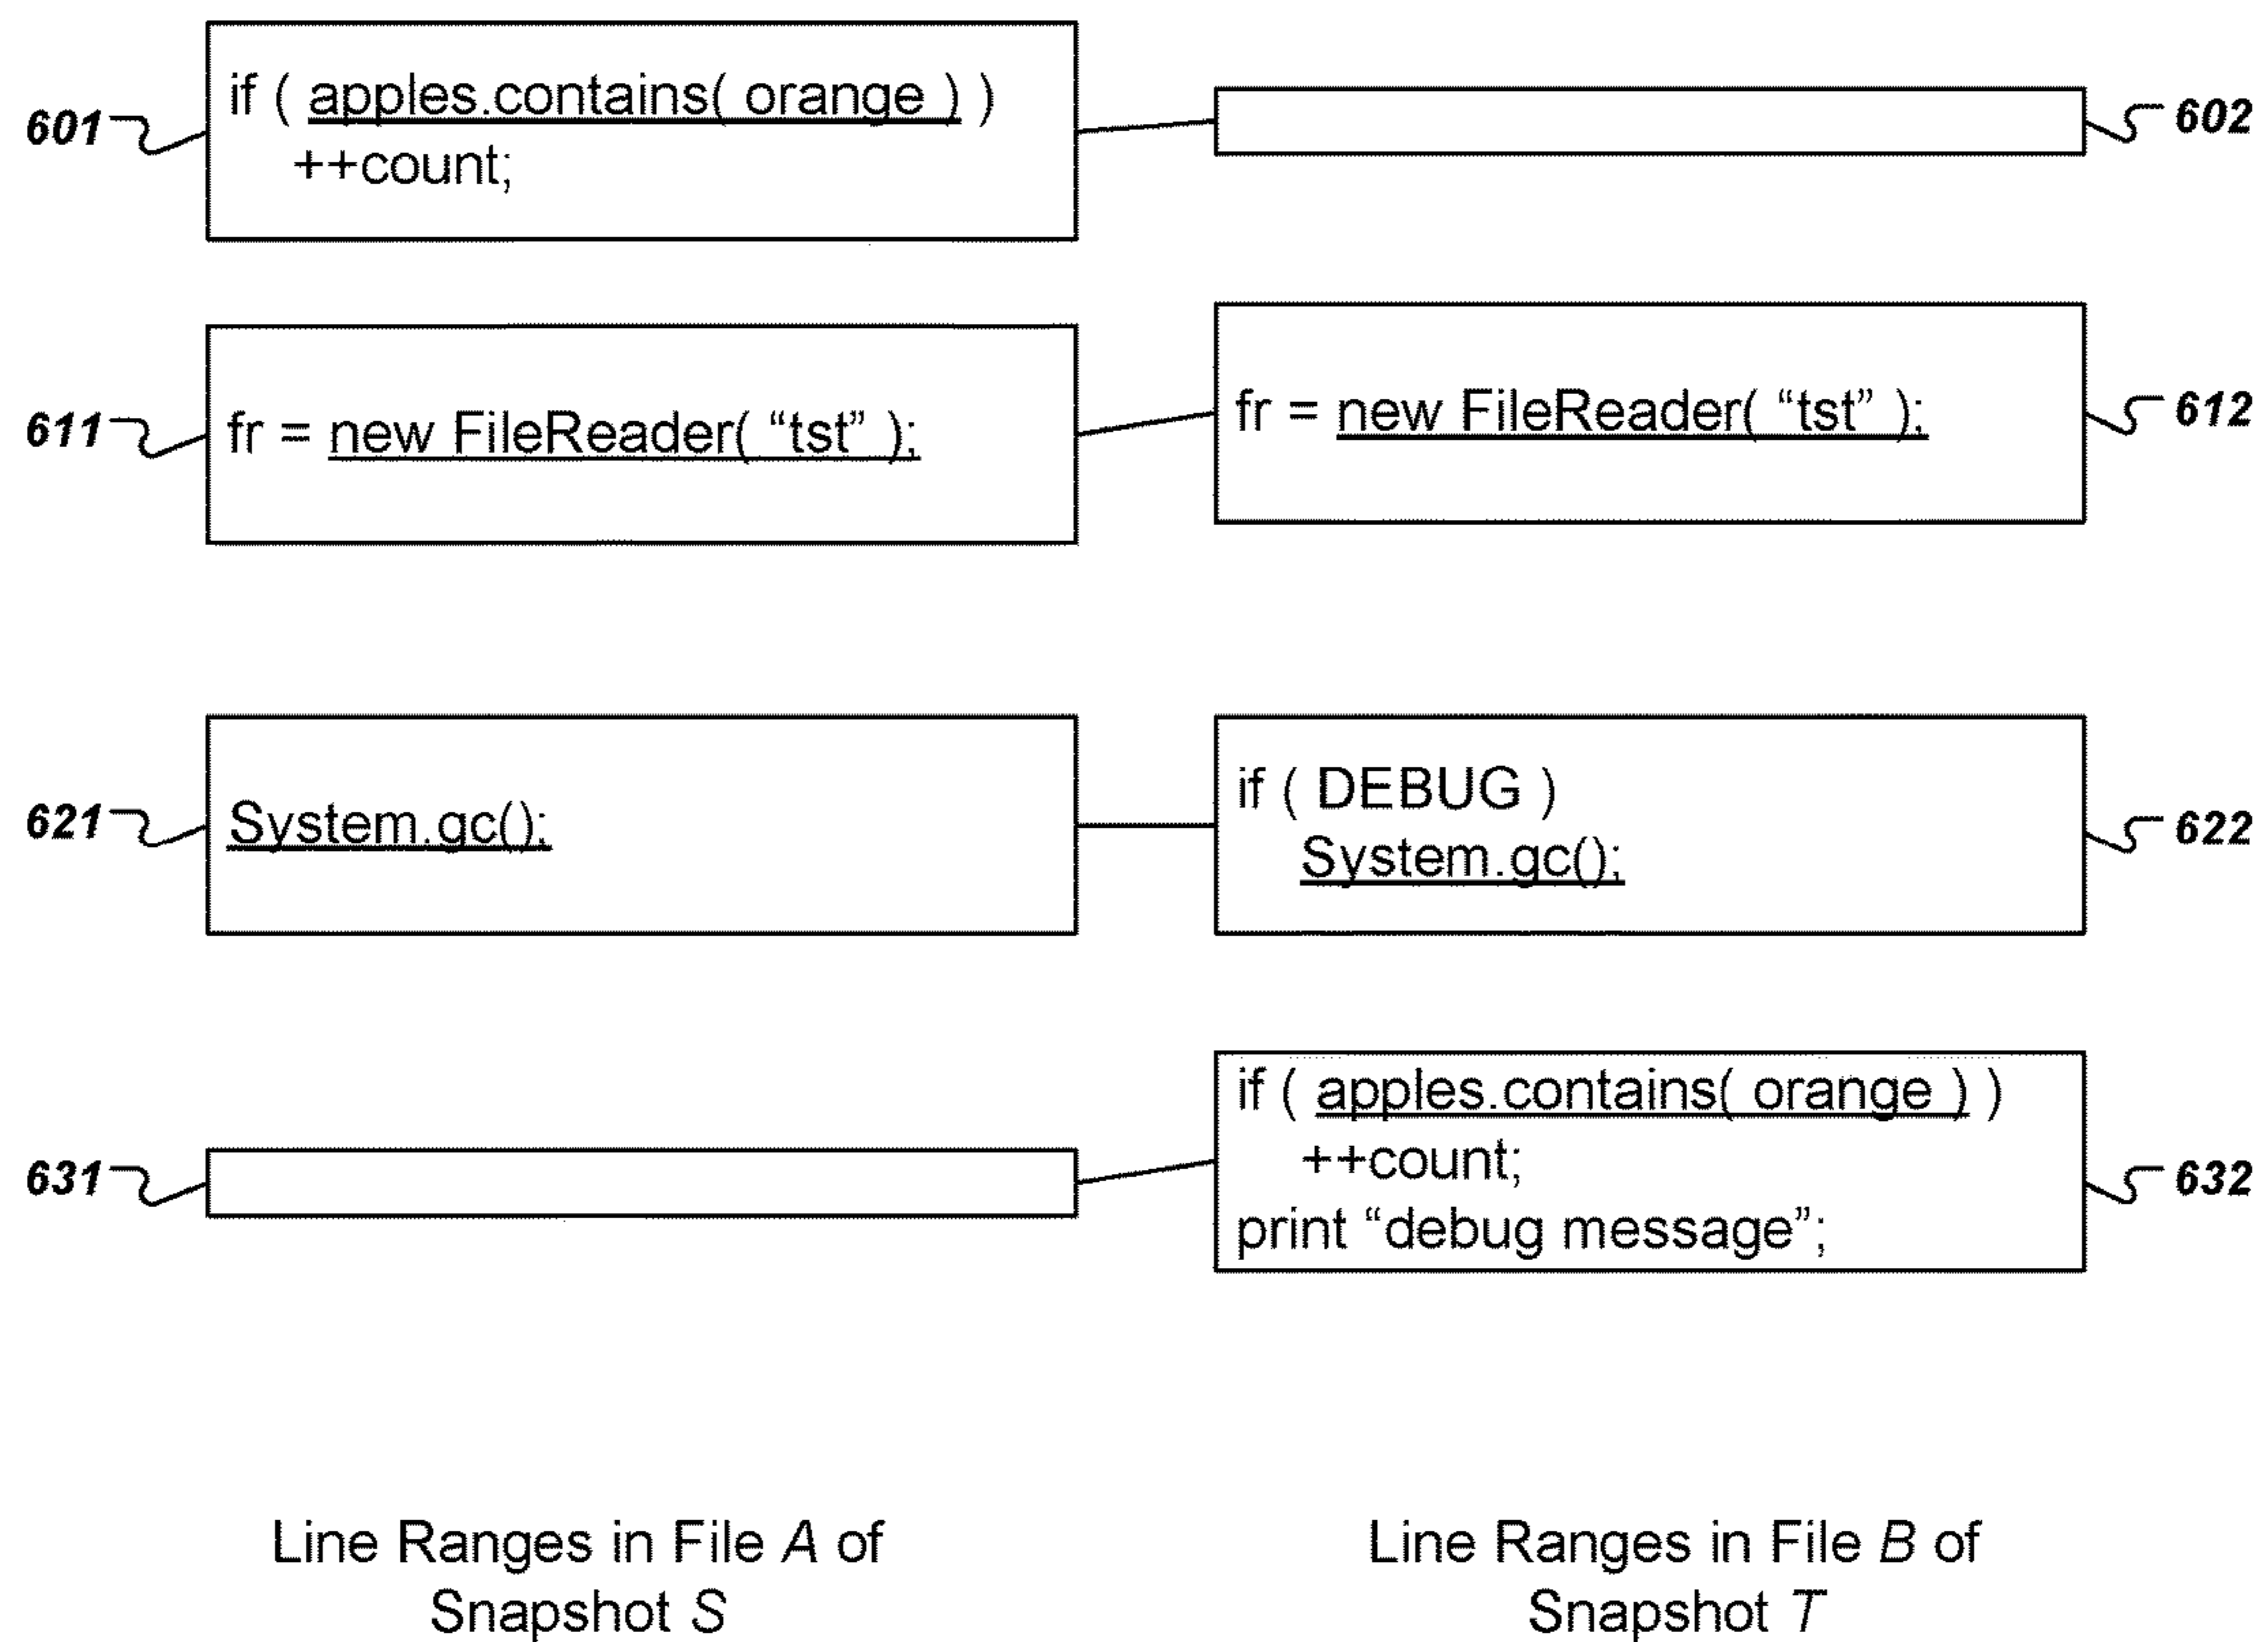 601
if ( apples.contains( orange ) )
++count;
602
611
fr = new FileReader( “tst” );
fr = new FileReader( “tst” );
612
621
System.gc();
if ( DEBUG )
System.gc();
622
631
if ( apples.contains( orange ) )
++count;
print “debug message”;
632
Line Ranges in File A of
Snapshot S
Line Ranges in File B of
Snapshot T